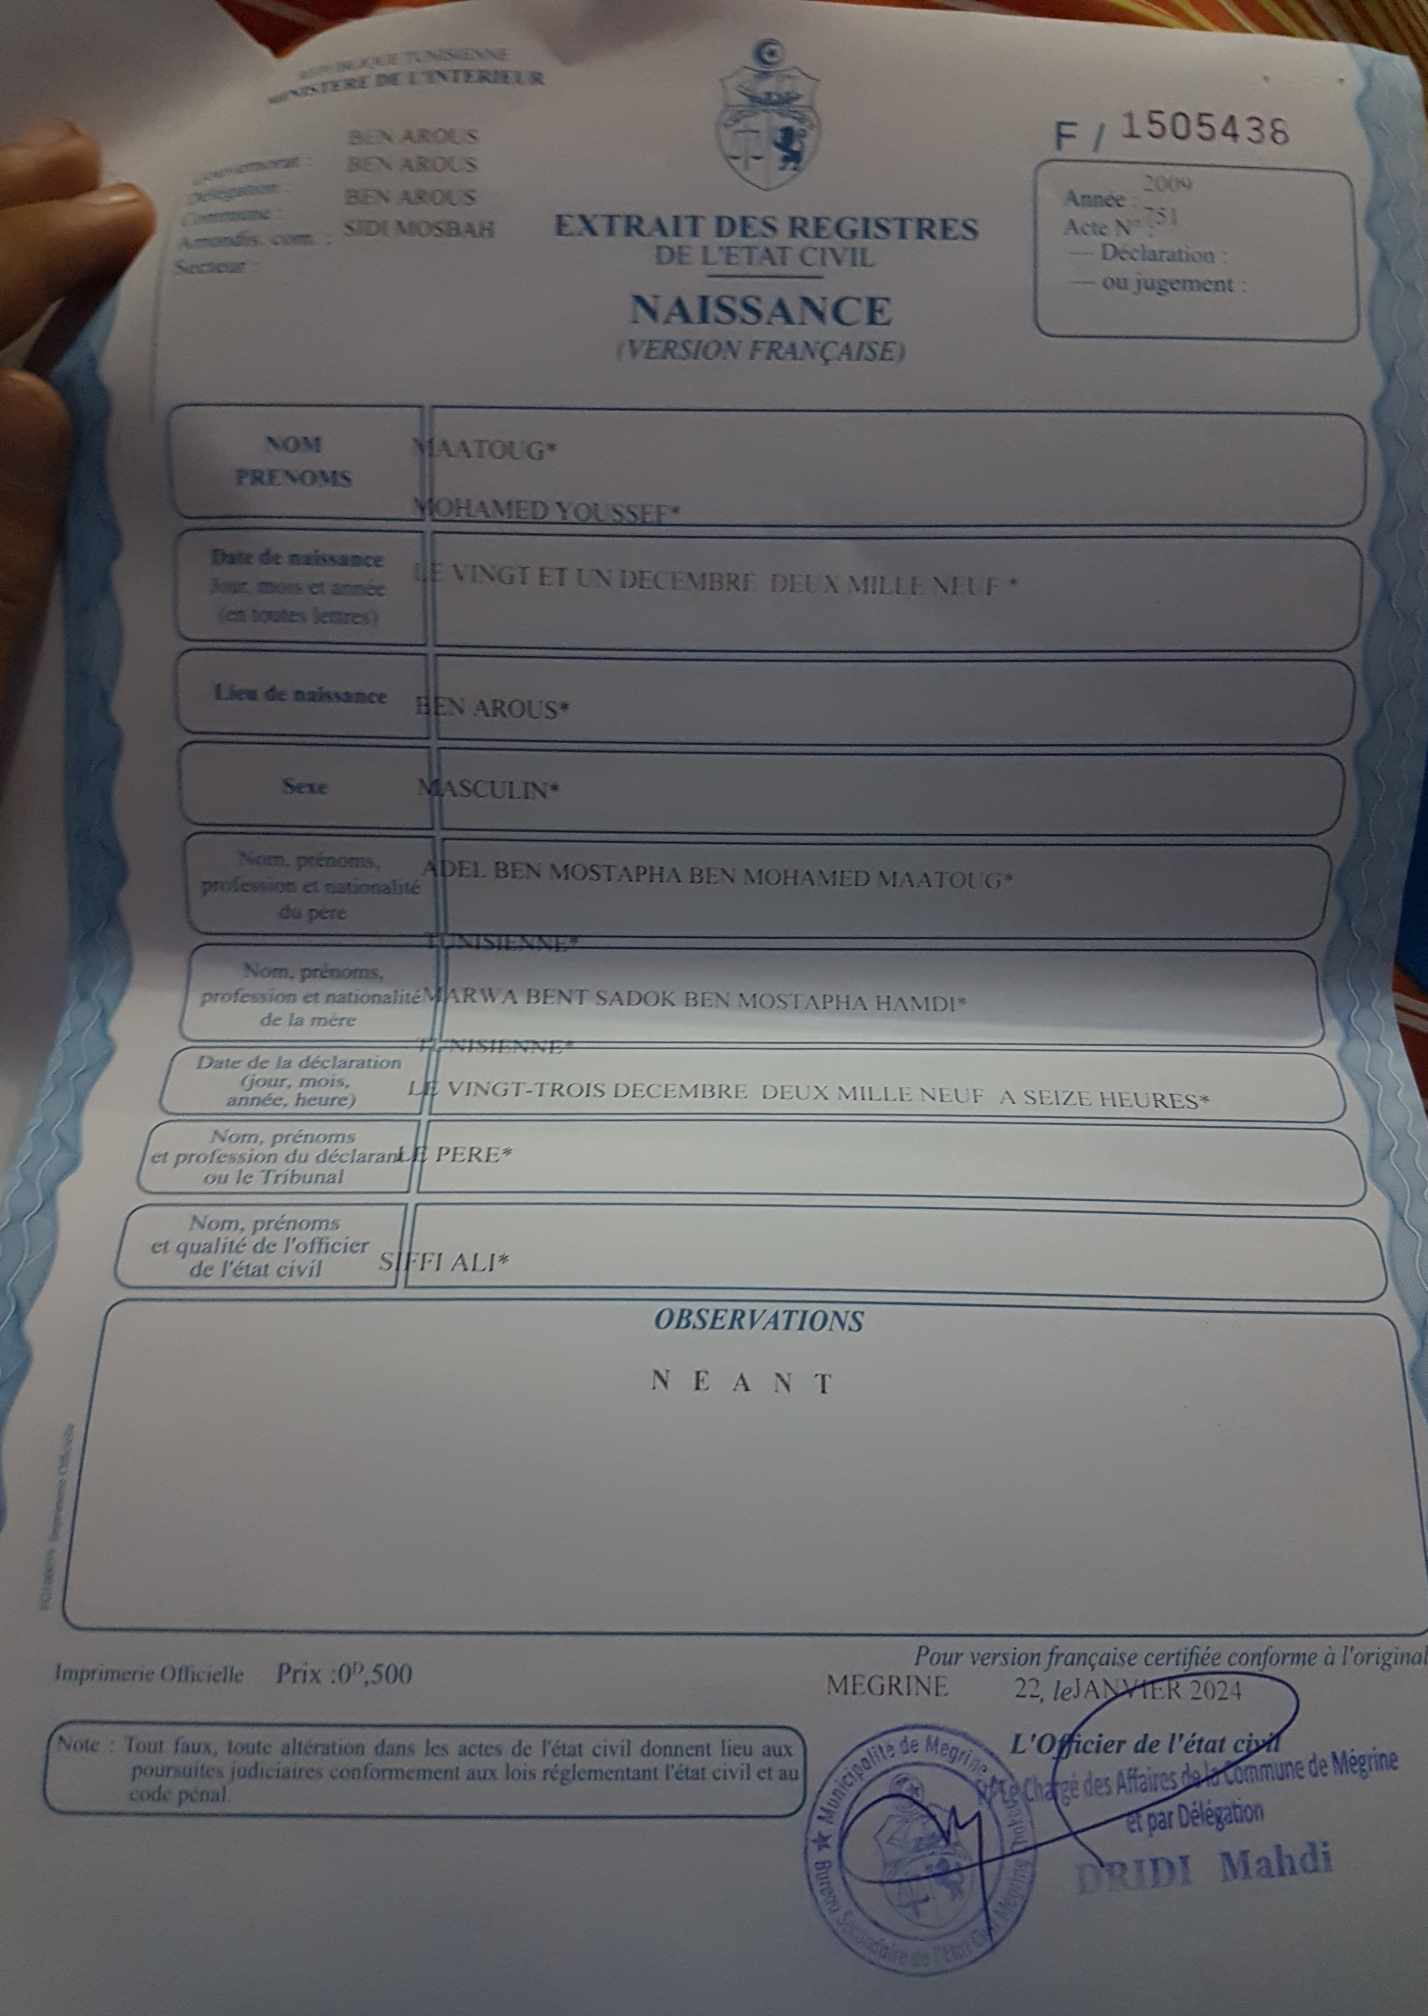 REPUBLIQUE TUNISIENNE
MINISTERE DE L'INTERIEUR
Gouvernorat : BEN AROUS
Délégation : BEN AROUS
Commune : BEN AROUS
Arrondis. com. : SIDI MOSBAH
Secteur :
F / 1505438
Année : 2009
Acte N° : 751
— Déclaration :
— ou jugement :
EXTRAIT DES REGISTRES
DE L'ETAT CIVIL
NAISSANCE
(VERSION FRANÇAISE)
NOM MAATOUG*
PRENOMS MOHAMED YOUSSEF*
Date de naissance
Jour, mois et année
(en toutes lettres)
LE VINGT ET UN DECEMBRE DEUX MILLE NEUF *
Lieu de naissance BEN AROUS*
Sexe MASCULIN*
Nom, prénoms,
profession et nationalité
du père
ADEL BEN MOSTAPHA BEN MOHAMED MAATOUG*
TUNISIENNE*
Nom, prénoms,
profession et nationalité
de la mère
MARWA BENT SADOK BEN MOSTAPHA HAMDI*
TUNISIENNE*
Date de la déclaration
(jour, mois,
année, heure)
LE VINGT-TROIS DECEMBRE DEUX MILLE NEUF A SEIZE HEURES*
Nom, prénoms
et profession du déclarant
ou le Tribunal
LE PERE*
Nom, prénoms
et qualité de l'officier
de l'état civil
SIFFI ALI*
OBSERVATIONS
N E A N T
Imprimerie Officielle Prix :0ᴰ,500
Pour version française certifiée conforme à l'original
MEGRINE 22, le JANVIER 2024
L'Officier de l'état civil
Le Chargé des Affaires de la Commune de Mégrine
et par Délégation
DRIDI Mahdi
Note : Tout faux, toute altération dans les actes de l'état civil donnent lieu aux
poursuites judiciaires conformement aux lois réglementant l'état civil et au
code pénal.
★ Municipalité de Megrine
Bureau Secondaire de l'Etat Civil Megrine